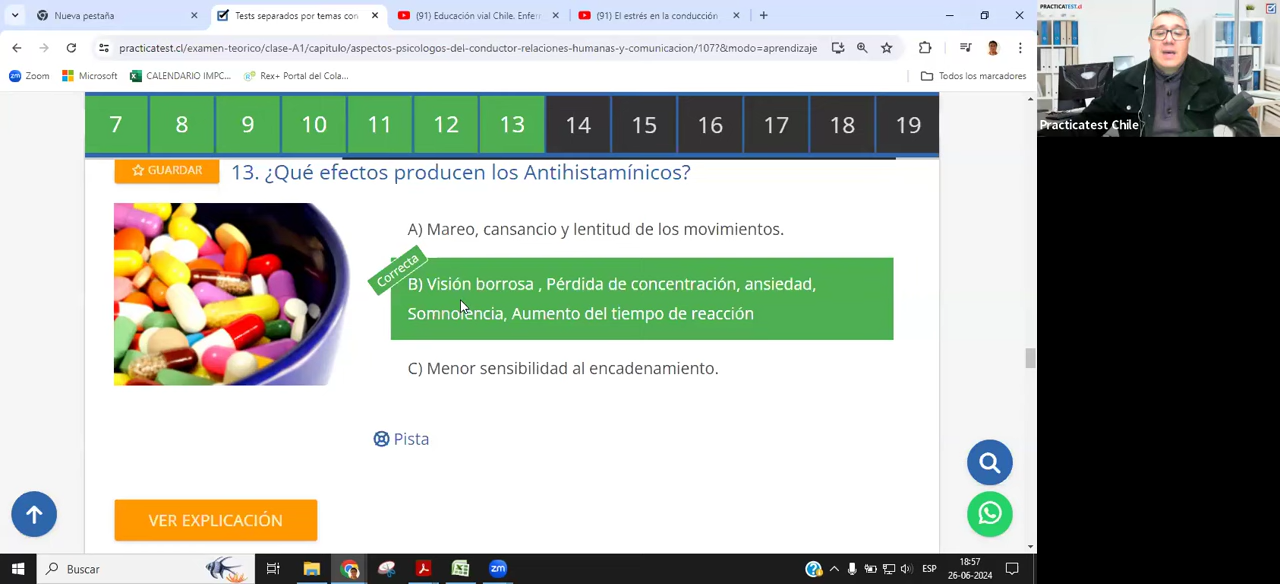 Nueva pestaña
Tests separados por temario con
(91) Educación vial Chile. Enfer
(91) El estrés en la conducción
practicatest.cl/examen-teorico/clase-A1/capitulo/aspectos-psicologos-del-conductor-relaciones-humanas-y-comunicacion/107?&modo=aprendizaje
Zoom
Microsoft
CALENDARIO IMPC...
Rex+ Portal del Cola...
Todos los marcadores
PRACTICATEST.cl
Practicatest Chile
7 8 9 10 11 12 13 14 15 16 17 18 19
GUARDAR
13. ¿Qué efectos producen los Antihistamínicos?
A) Mareo, cansancio y lentitud de los movimientos.
Correcta
B) Visión borrosa , Pérdida de concentración, ansiedad,
Somnolencia, Aumento del tiempo de reacción
C) Menor sensibilidad al encadenamiento.
Pista
VER EXPLICACIÓN
Buscar
zm
ESP
18:57
26-06-2024